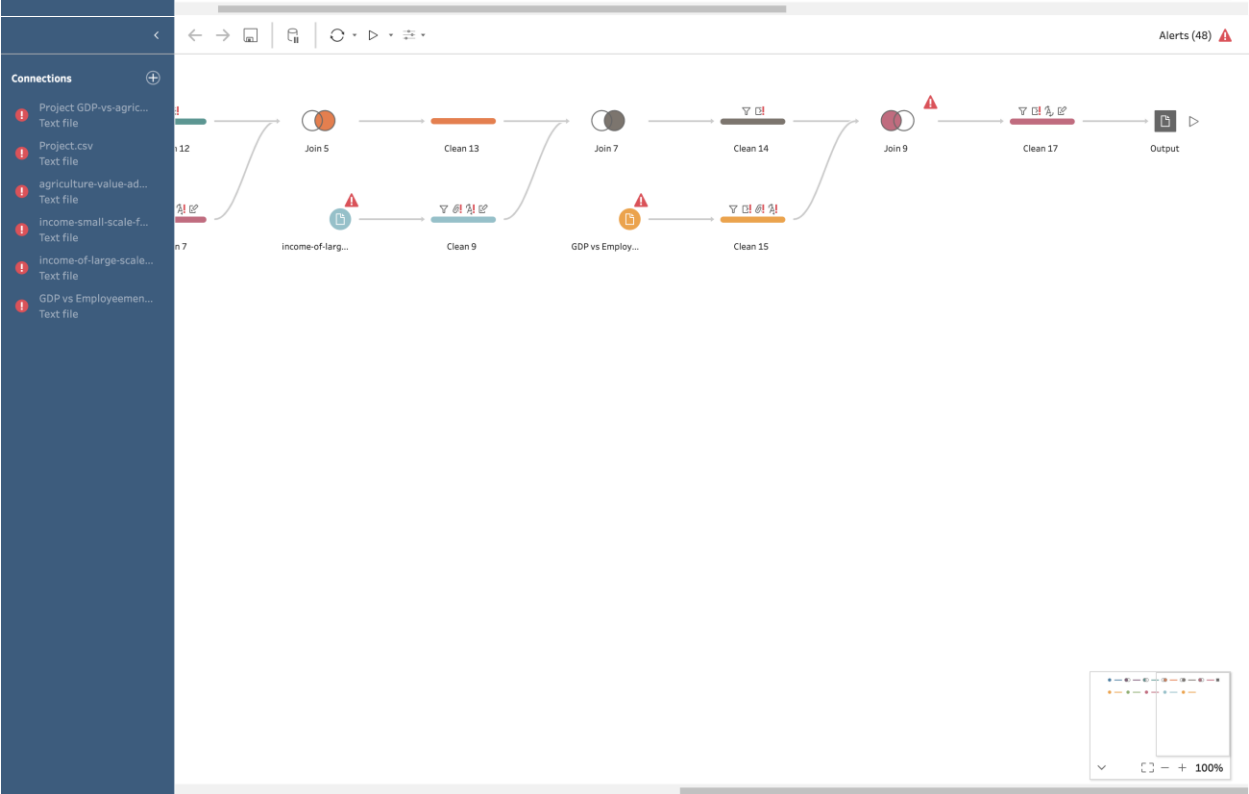 Alerts (48)
Connections
Project GDP-vs-agric...
Text file
Project.csv
Text file
agriculture-value-ad...
Text file
income-small-scale-f...
Text file
income-of-large-scale...
Text file
GDP vs Employeemen...
Text file
12
Join 5
Clean 13
Join 7
Clean 14
Join 9
Clean 17
Output
n 7
income-of-larg...
Clean 9
GDP vs Employ...
Clean 15
100%